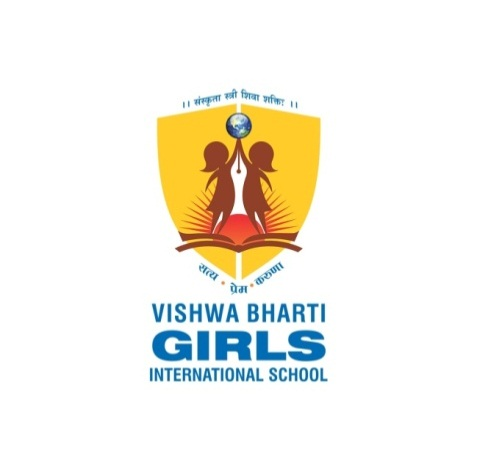 ।। संस्कृता स्त्री शिवा शक्तिः ।।
सत्य • प्रेम • करुणा
VISHWA BHARTI
GIRLS
INTERNATIONAL SCHOOL